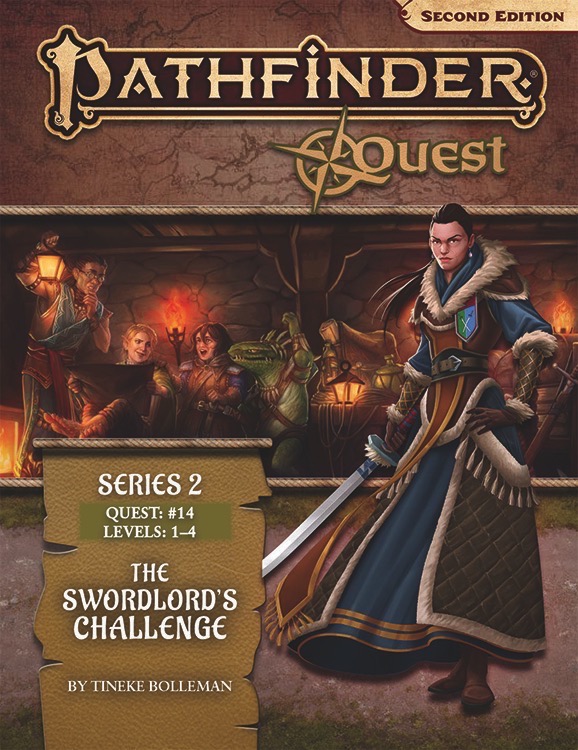 SECOND EDITION
PATHFINDER®
QUEST
SERIES 2
QUEST: #14
LEVELS: 1–4
THE
SWORDLORD'S
CHALLENGE
BY TINEKE BOLLEMAN